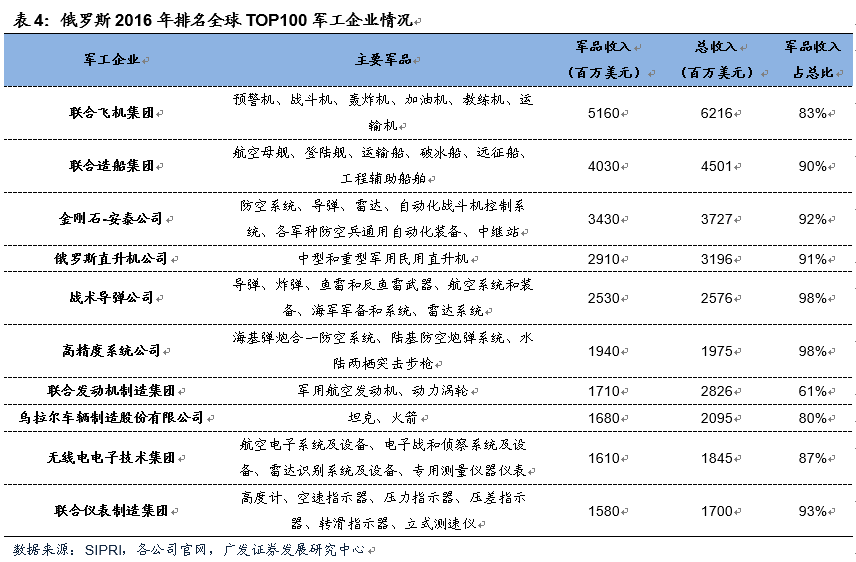 表 4：俄罗斯 2016 年排名全球 TOP100 军工企业情况
军工企业 主要军品 军品收入（百万美元） 总收入（百万美元） 军品收入占总比
联合飞机集团 预警机、战斗机、轰炸机、加油机、教练机、运 5160 6216 83%
输机
联合造船集团 航空母舰、登陆舰、运输船、破冰船、远征船、 4030 4501 90%
工程辅助船舶
金刚石-安泰公司 防空系统、导弹、雷达、自动化战斗机控制系 3430 3727 92%
统、各军种防空兵通用自动化装备、中继站
俄罗斯直升机公司 中型和重型军用民用直升机 2910 3196 91%
战术导弹公司 导弹、炸弹、鱼雷和反鱼雷武器、航空系统和装 2530 2576 98%
备、海军军备和系统、雷达系统
高精度系统公司 海基弹炮合一防空系统、陆基防空炮弹系统、水 1940 1975 98%
陆两栖突击步枪
联合发动机制造集团 军用航空发动机、动力涡轮 1710 2826 61%
乌拉尔车辆制造股份有限公司 坦克、火箭 1680 2095 80%
无线电电子技术集团 航空电子系统及设备、电子战和侦察系统及设 1610 1845 87%
备、雷达识别系统及设备、专用测量仪器仪表
联合仪表制造集团 高度计、空速指示器、压力指示器、压差指示 1580 1700 93%
器、转滑指示器、立式测速仪
数据来源：SIPRI，各公司官网，广发证券发展研究中心